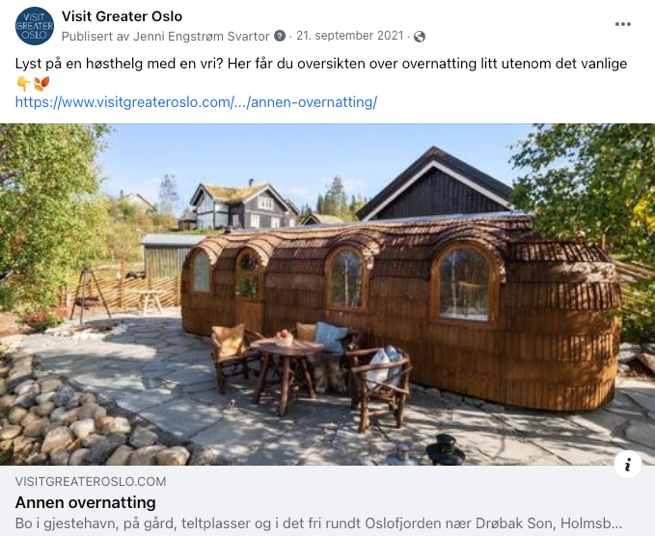 VISIT
GREATER
OSLO
Visit Greater Oslo
Publisert av Jenni Engstrøm Svartor · 21. september 2021 ·
Lyst på en høsthelg med en vri? Her får du oversikten over overnatting litt utenom det vanlige
👇🍂
https://www.visitgreateroslo.com/.../annen-overnatting/
VISITGREATEROSLO.COM
Annen overnatting
Bo i gjestehavn, på gård, teltplasser og i det fri rundt Oslofjorden nær Drøbak Son, Holmsb...